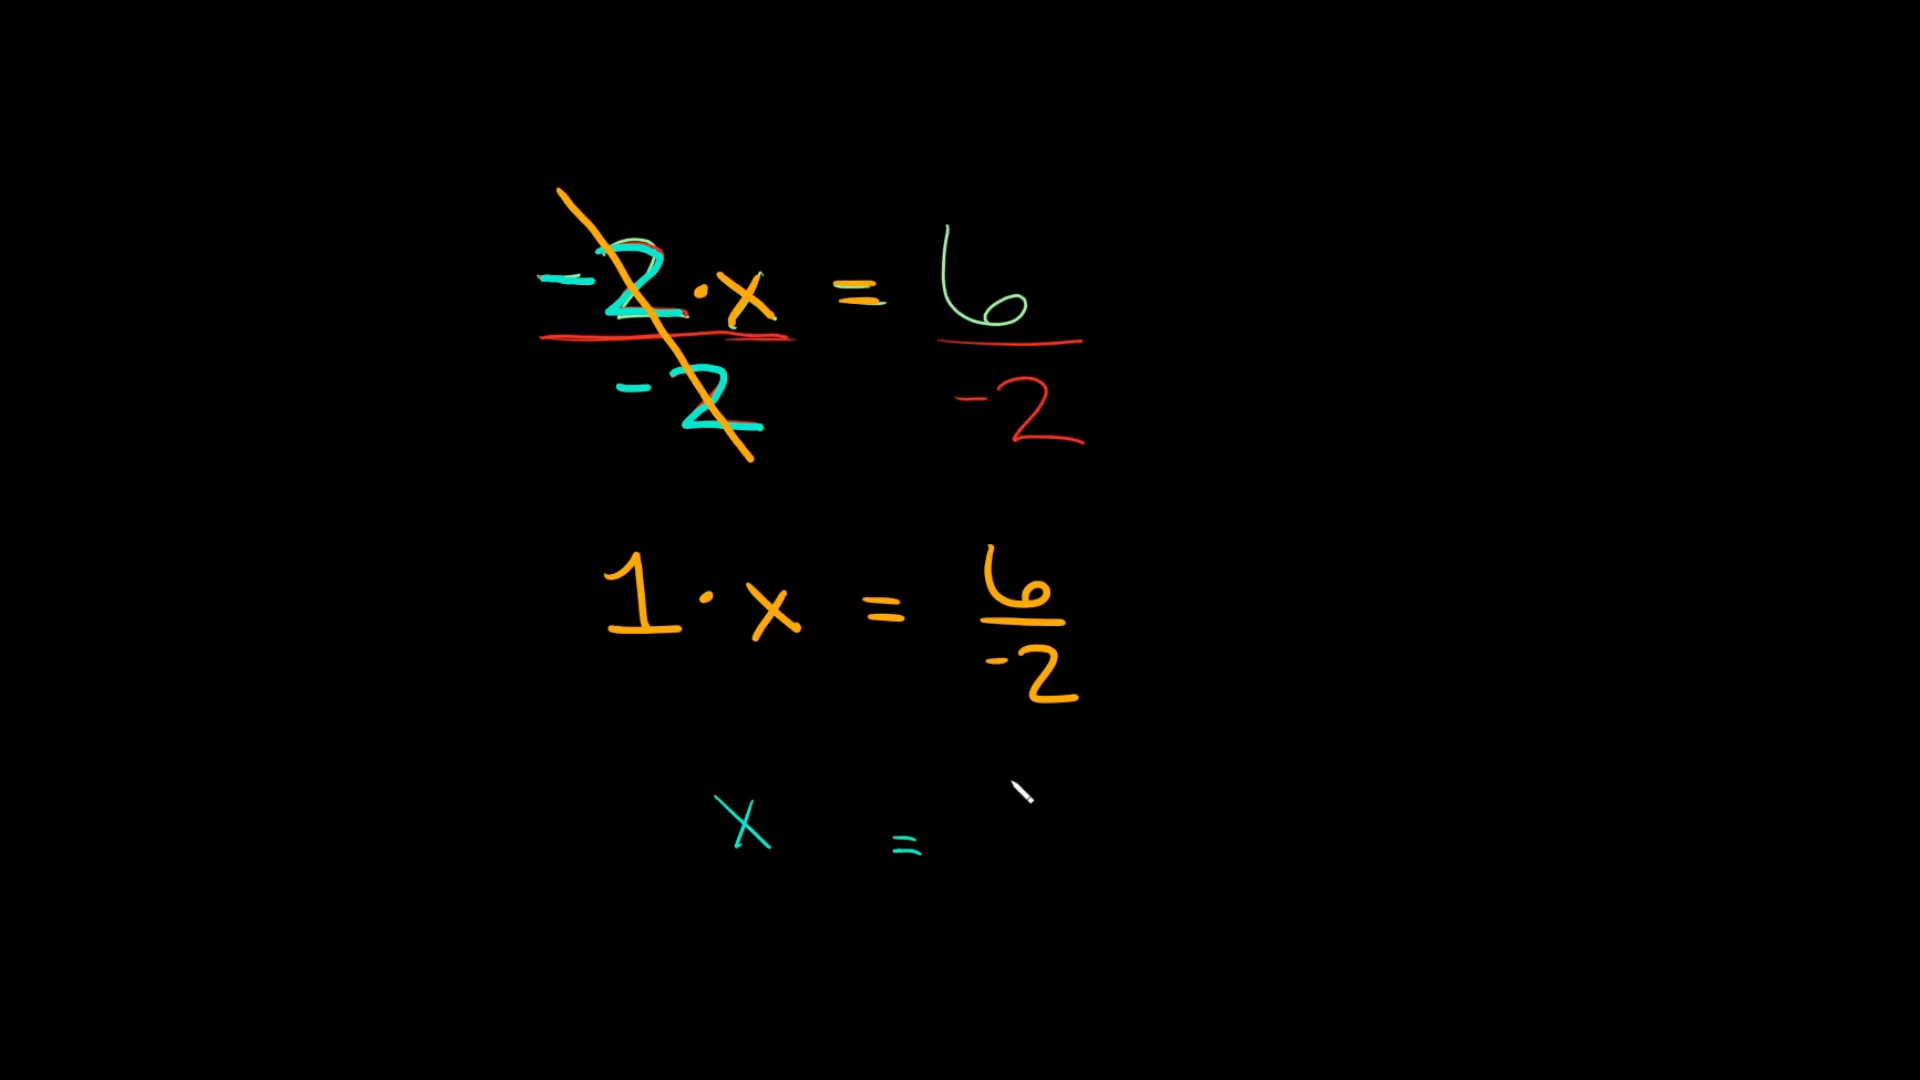 -2 · x = 6
-2 -2
1 · x = 6
-2
x =